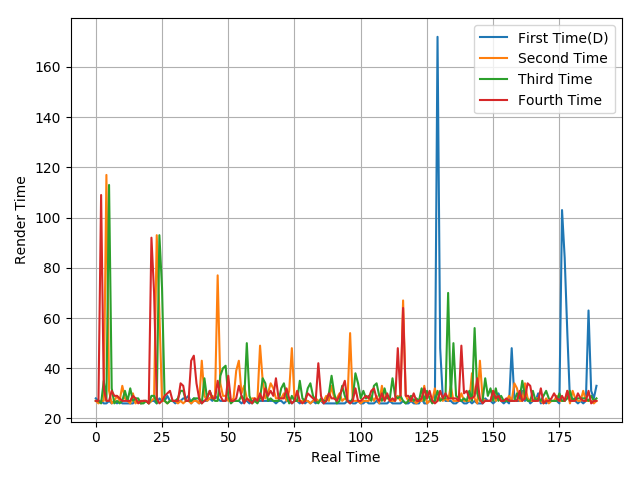 First Time(D)
Second Time
Third Time
Fourth Time
Render Time
160
140
120
100
80
60
40
20
0
25
50
75
100
125
150
175
Real Time